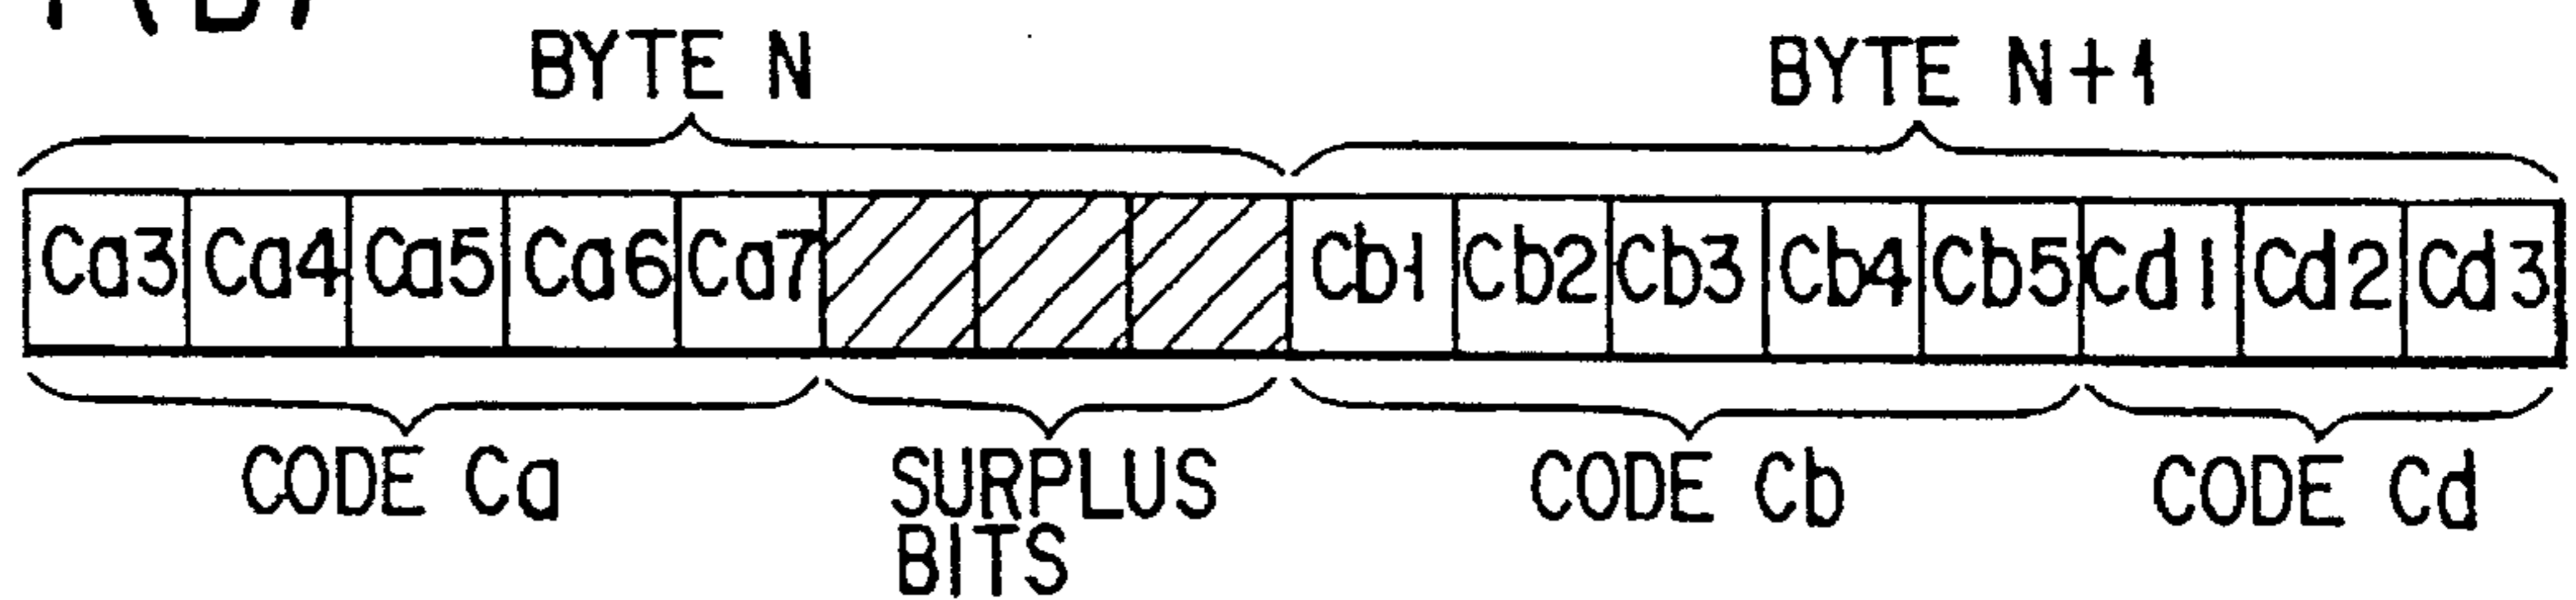 BYTE N BYTE N+1
Ca3 Ca4 Ca5 Ca6 Ca7 Cb1 Cb2 Cb3 Cb4 Cb5 Cd1 Cd2 Cd3
CODE Ca SURPLUS BITS CODE Cb CODE Cd